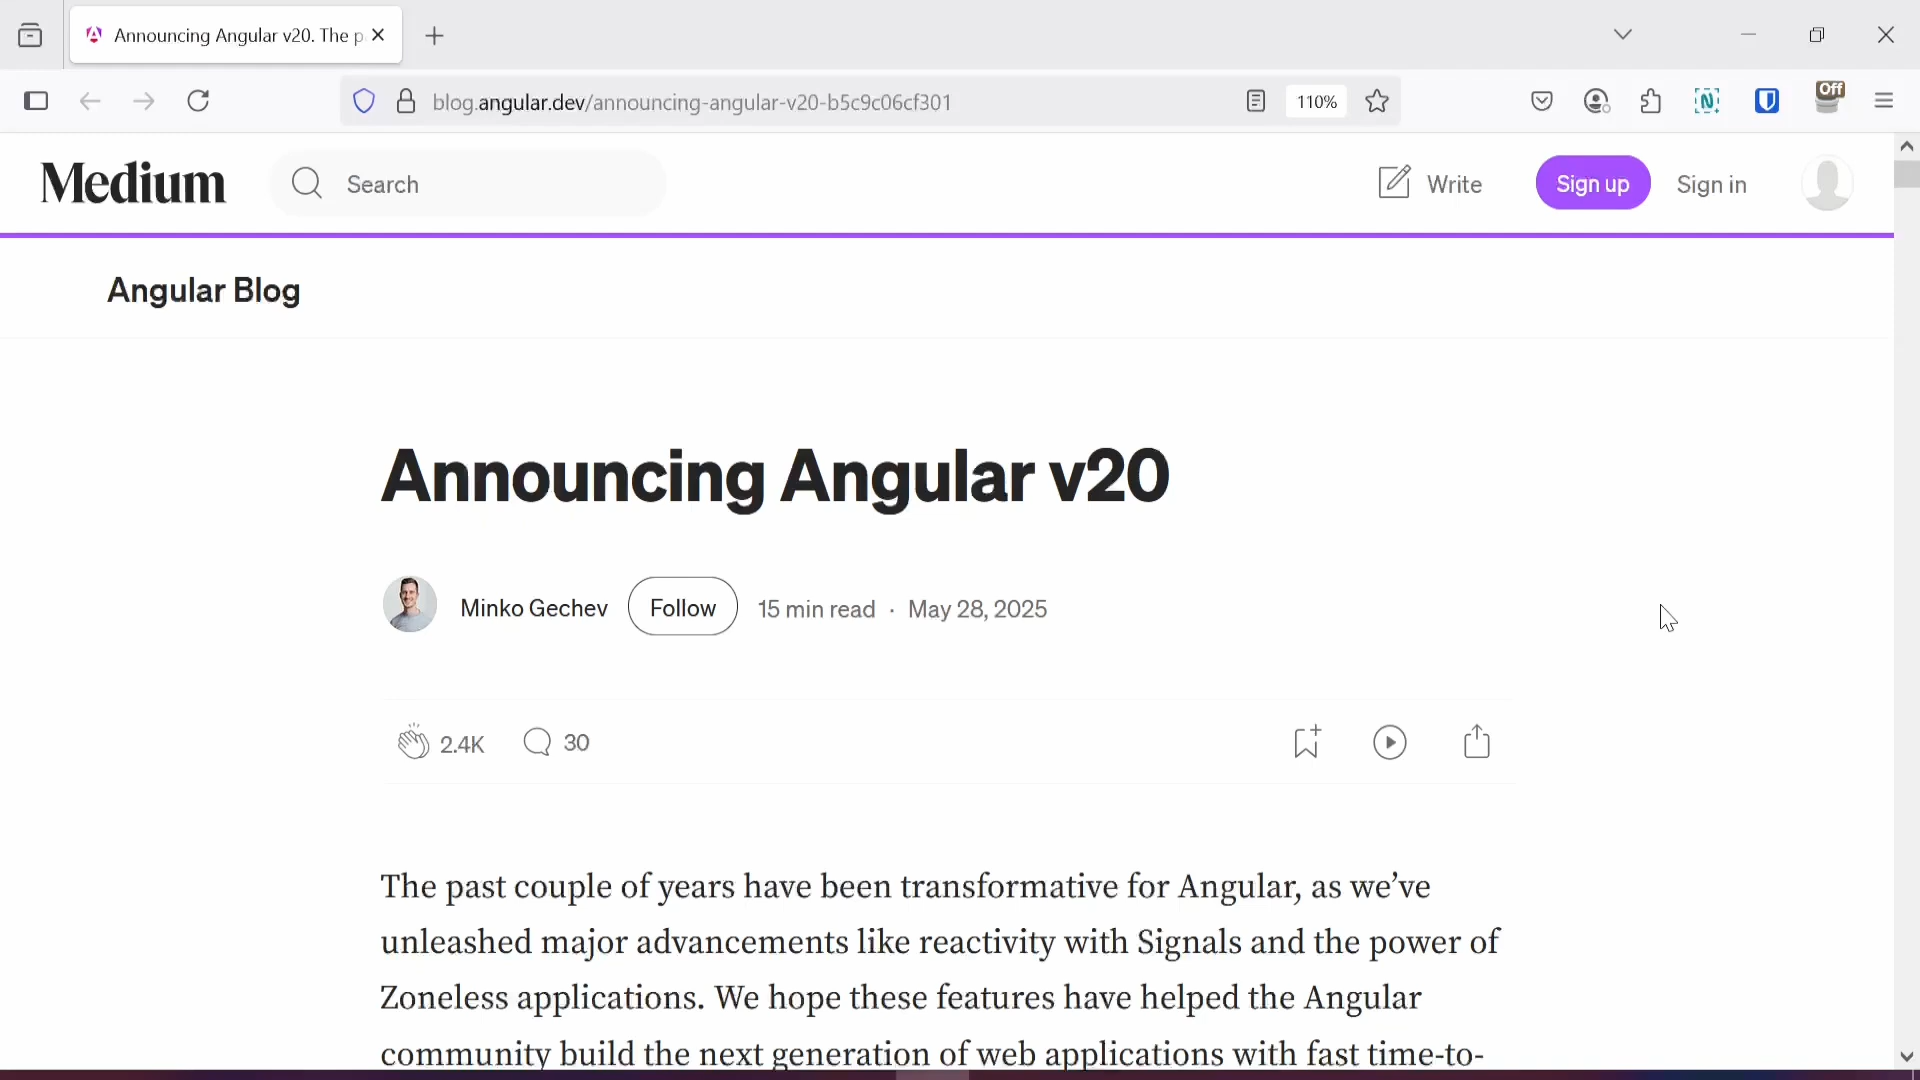 Announcing Angular v20. The p
blog.angular.dev/announcing-angular-v20-b5c9c06cf301
110%
Off
Medium
Search
Write
Sign up
Sign in
Angular Blog
Announcing Angular v20
Minko Gechev
Follow
15 min read · May 28, 2025
2.4K
30
The past couple of years have been transformative for Angular, as we’ve
unleashed major advancements like reactivity with Signals and the power of
Zoneless applications. We hope these features have helped the Angular
community build the next generation of web applications with fast time-to-